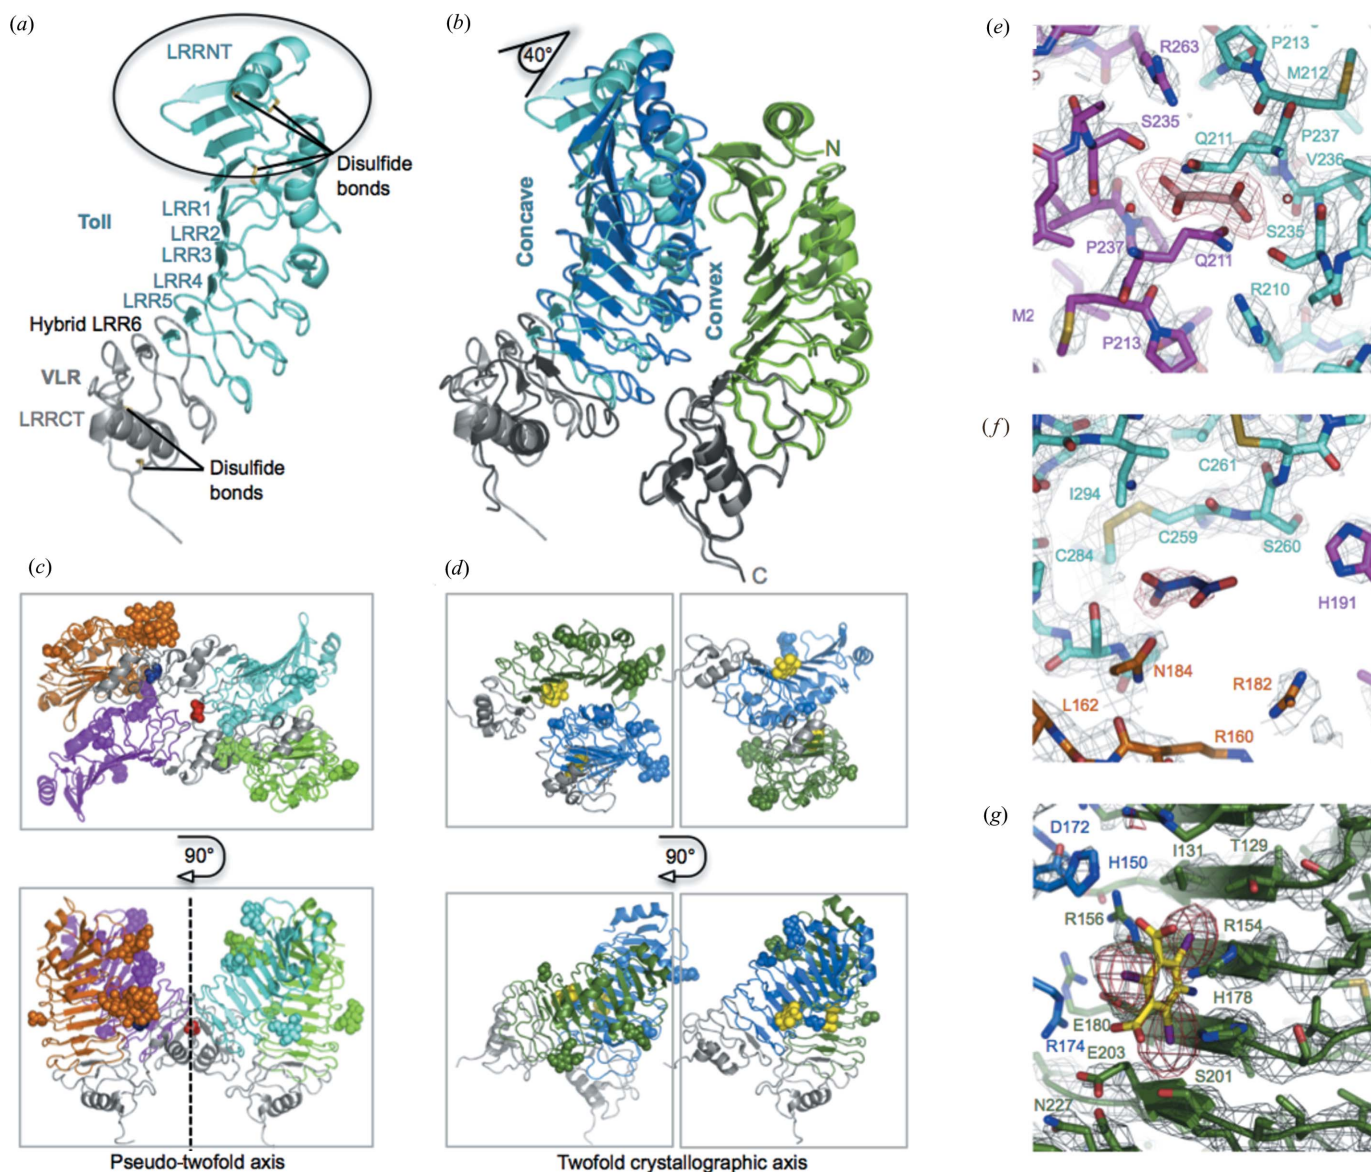 (a)
LRRNT
Disulfide
bonds
Toll
LRR1
LRR2
LRR3
LRR4
LRR5
Hybrid LRR6
VLR
LRRCT
Disulfide
bonds
(b)
40°
N
Concave
Convex
C
(c)
90°
Pseudo-twofold axis
(d)
90°
Twofold crystallographic axis
(e)
R263
P213
M212
S235
Q211
P237
V236
P237
S235
Q211
R210
M2
P213
(f)
C261
I294
C259
C284
S260
H191
N184
L162
R182
R160
(g)
D172
H150
I131
T129
R156
R154
H178
E180
R174
E203
S201
N227